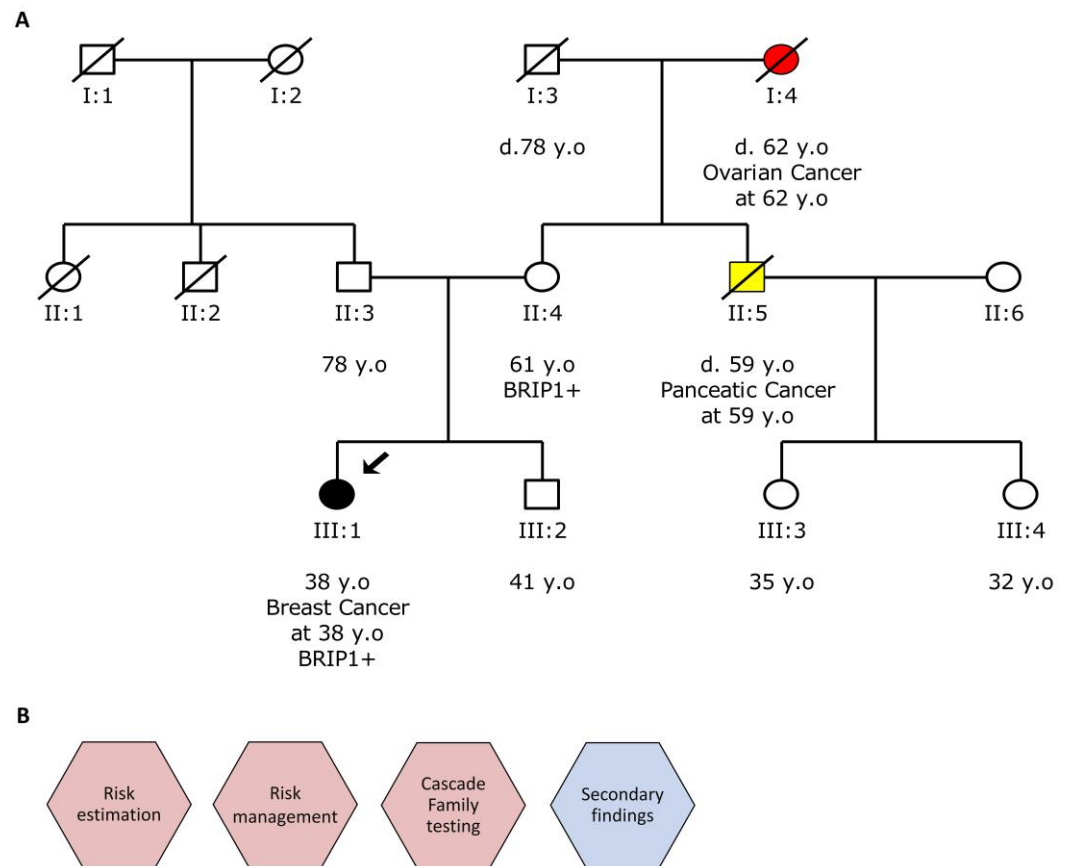 A
I:1
I:2
I:3
I:4
d.78 y.o
d. 62 y.o
Ovarian Cancer
at 62 y.o
II:1
II:2
II:3
II:4
II:5
II:6
78 y.o
61 y.o
BRIP1+
d. 59 y.o
Panceatic Cancer
at 59 y.o
III:1
III:2
III:3
III:4
38 y.o
Breast Cancer
at 38 y.o
BRIP1+
41 y.o
35 y.o
32 y.o
B
Risk
estimation
Risk
management
Cascade
Family
testing
Secondary
findings